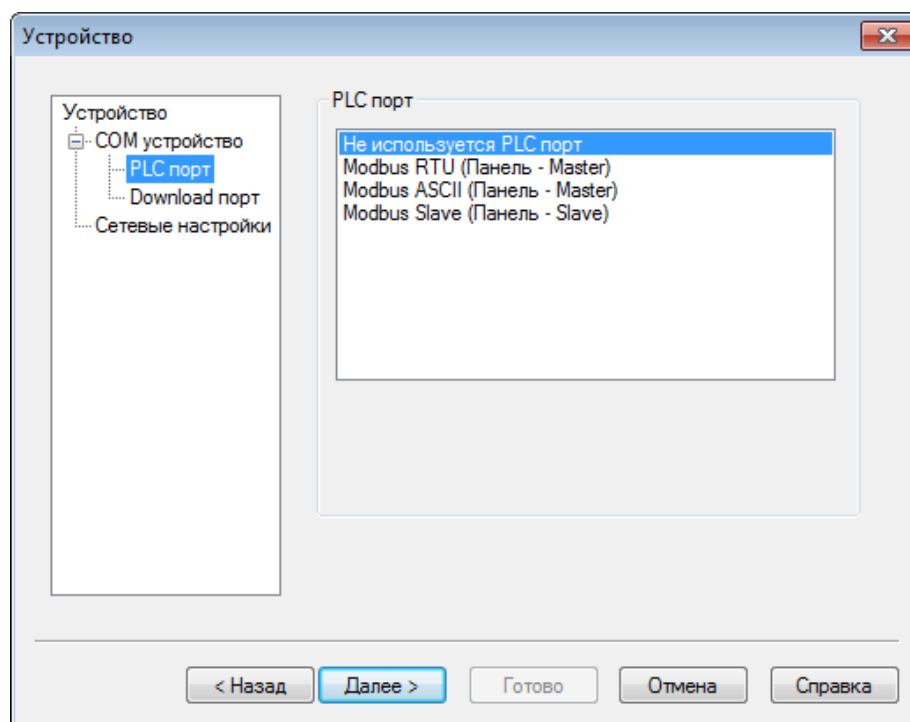 Устройство
Устройство
COM устройство
PLC порт
Download порт
Сетевые настройки
PLC порт
Не используется PLC порт
Modbus RTU (Панель - Master)
Modbus ASCII (Панель - Master)
Modbus Slave (Панель - Slave)
< Назад
Далее >
Готово
Отмена
Справка